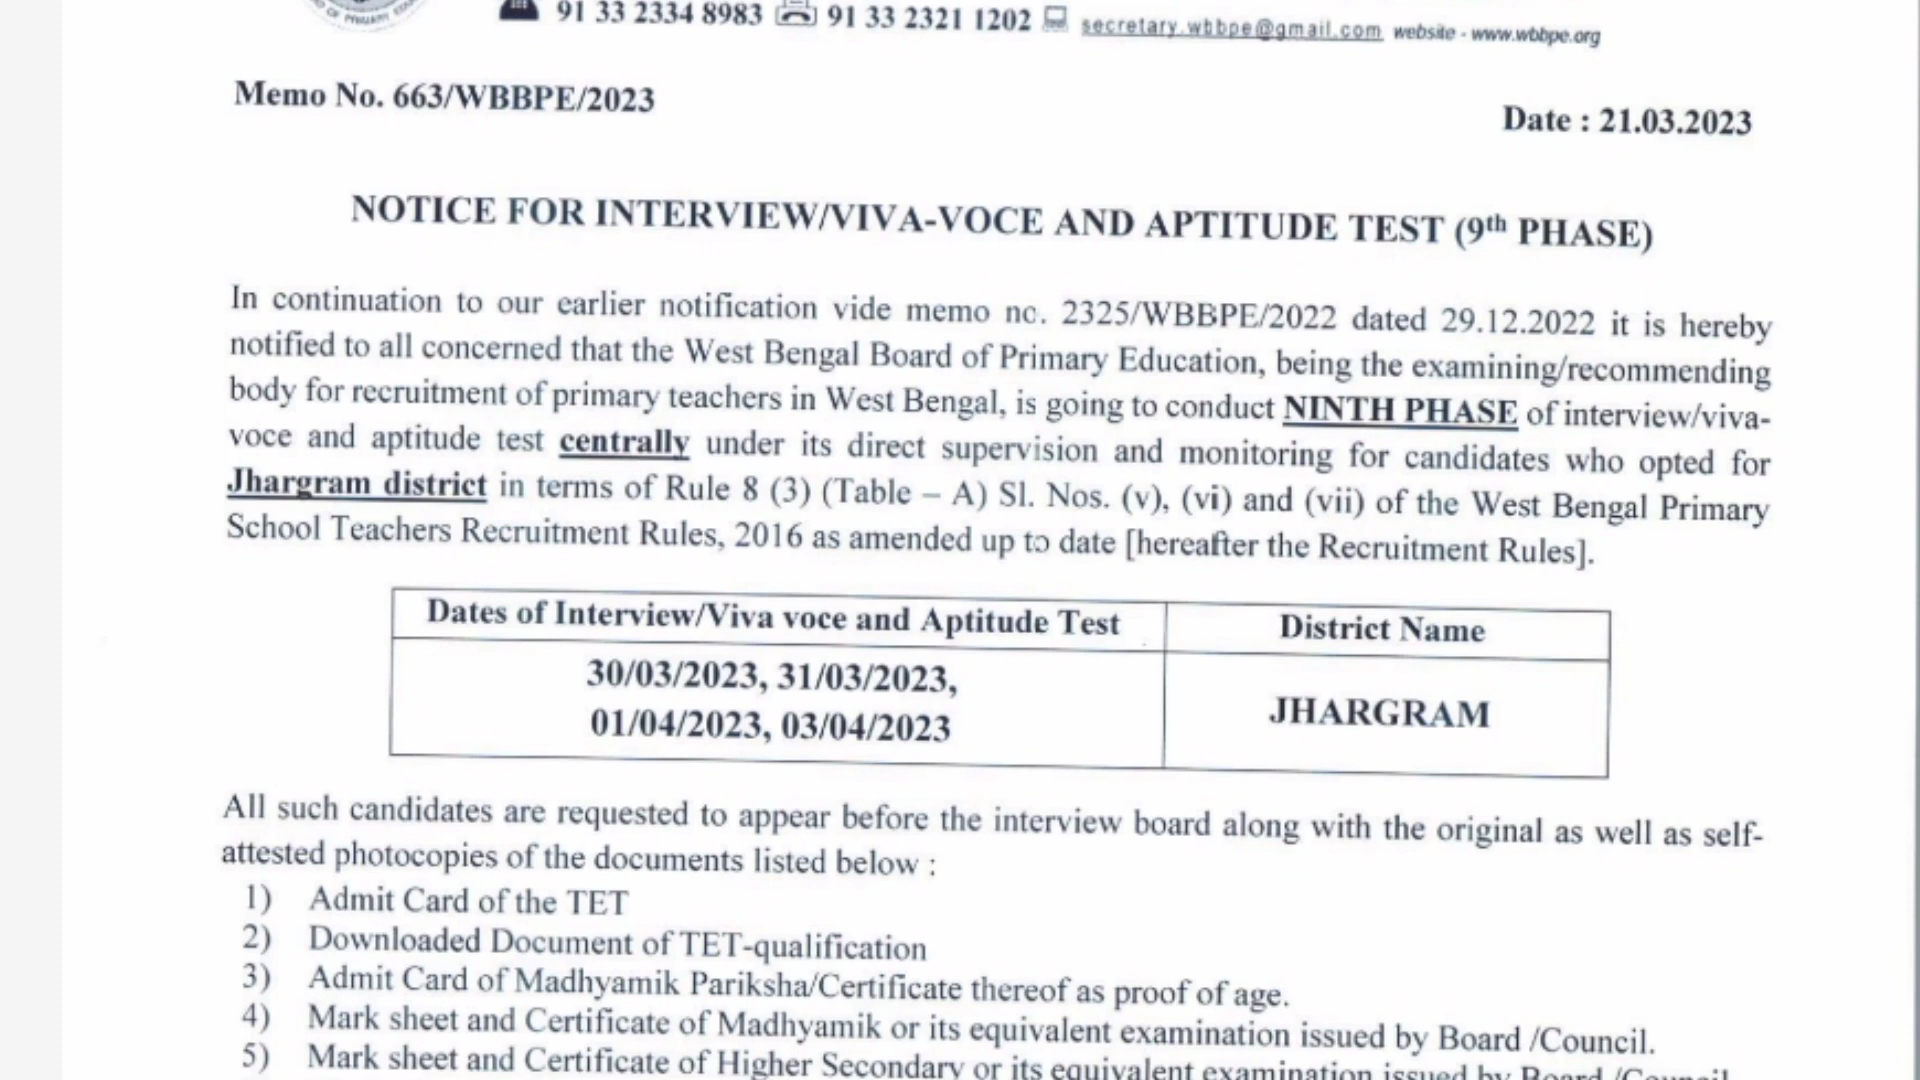 OF PRIMARY
91 33 2334 8983 91 33 2321 1202 secretary.wbbpe@gmail.com website - www.wbbpe.org
Memo No. 663/WBBPE/2023
Date : 21.03.2023
NOTICE FOR INTERVIEW/VIVA-VOCE AND APTITUDE TEST (9th PHASE)
In continuation to our earlier notification vide memo no. 2325/WBBPE/2022 dated 29.12.2022 it is hereby
notified to all concerned that the West Bengal Board of Primary Education, being the examining/recommending
body for recruitment of primary teachers in West Bengal, is going to conduct NINTH PHASE of interview/viva-
voce and aptitude test centrally under its direct supervision and monitoring for candidates who opted for
Jhargram district in terms of Rule 8 (3) (Table – A) Sl. Nos. (v), (vi) and (vii) of the West Bengal Primary
School Teachers Recruitment Rules, 2016 as amended up to date [hereafter the Recruitment Rules].
Dates of Interview/Viva voce and Aptitude Test
District Name
30/03/2023, 31/03/2023,
01/04/2023, 03/04/2023
JHARGRAM
All such candidates are requested to appear before the interview board along with the original as well as self-
attested photocopies of the documents listed below :
1) Admit Card of the TET
2) Downloaded Document of TET-qualification
3) Admit Card of Madhyamik Pariksha/Certificate thereof as proof of age.
4) Mark sheet and Certificate of Madhyamik or its equivalent examination issued by Board /Council.
5) Mark sheet and Certificate of Higher Secondary or its equivalent examination issued by Board /Council